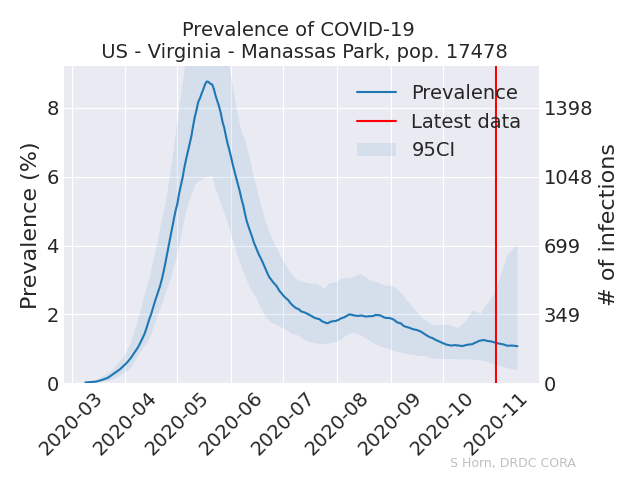 Prevalence of COVID-19
US - Virginia - Manassas Park, pop. 17478
Prevalence
Latest data
95CI
Prevalence (%)
8
6
4
2
0
1398
1048
699
349
0
# of infections
2020-03
2020-04
2020-05
2020-06
2020-07
2020-08
2020-09
2020-10
2020-11
S Horn, DRDC CORA